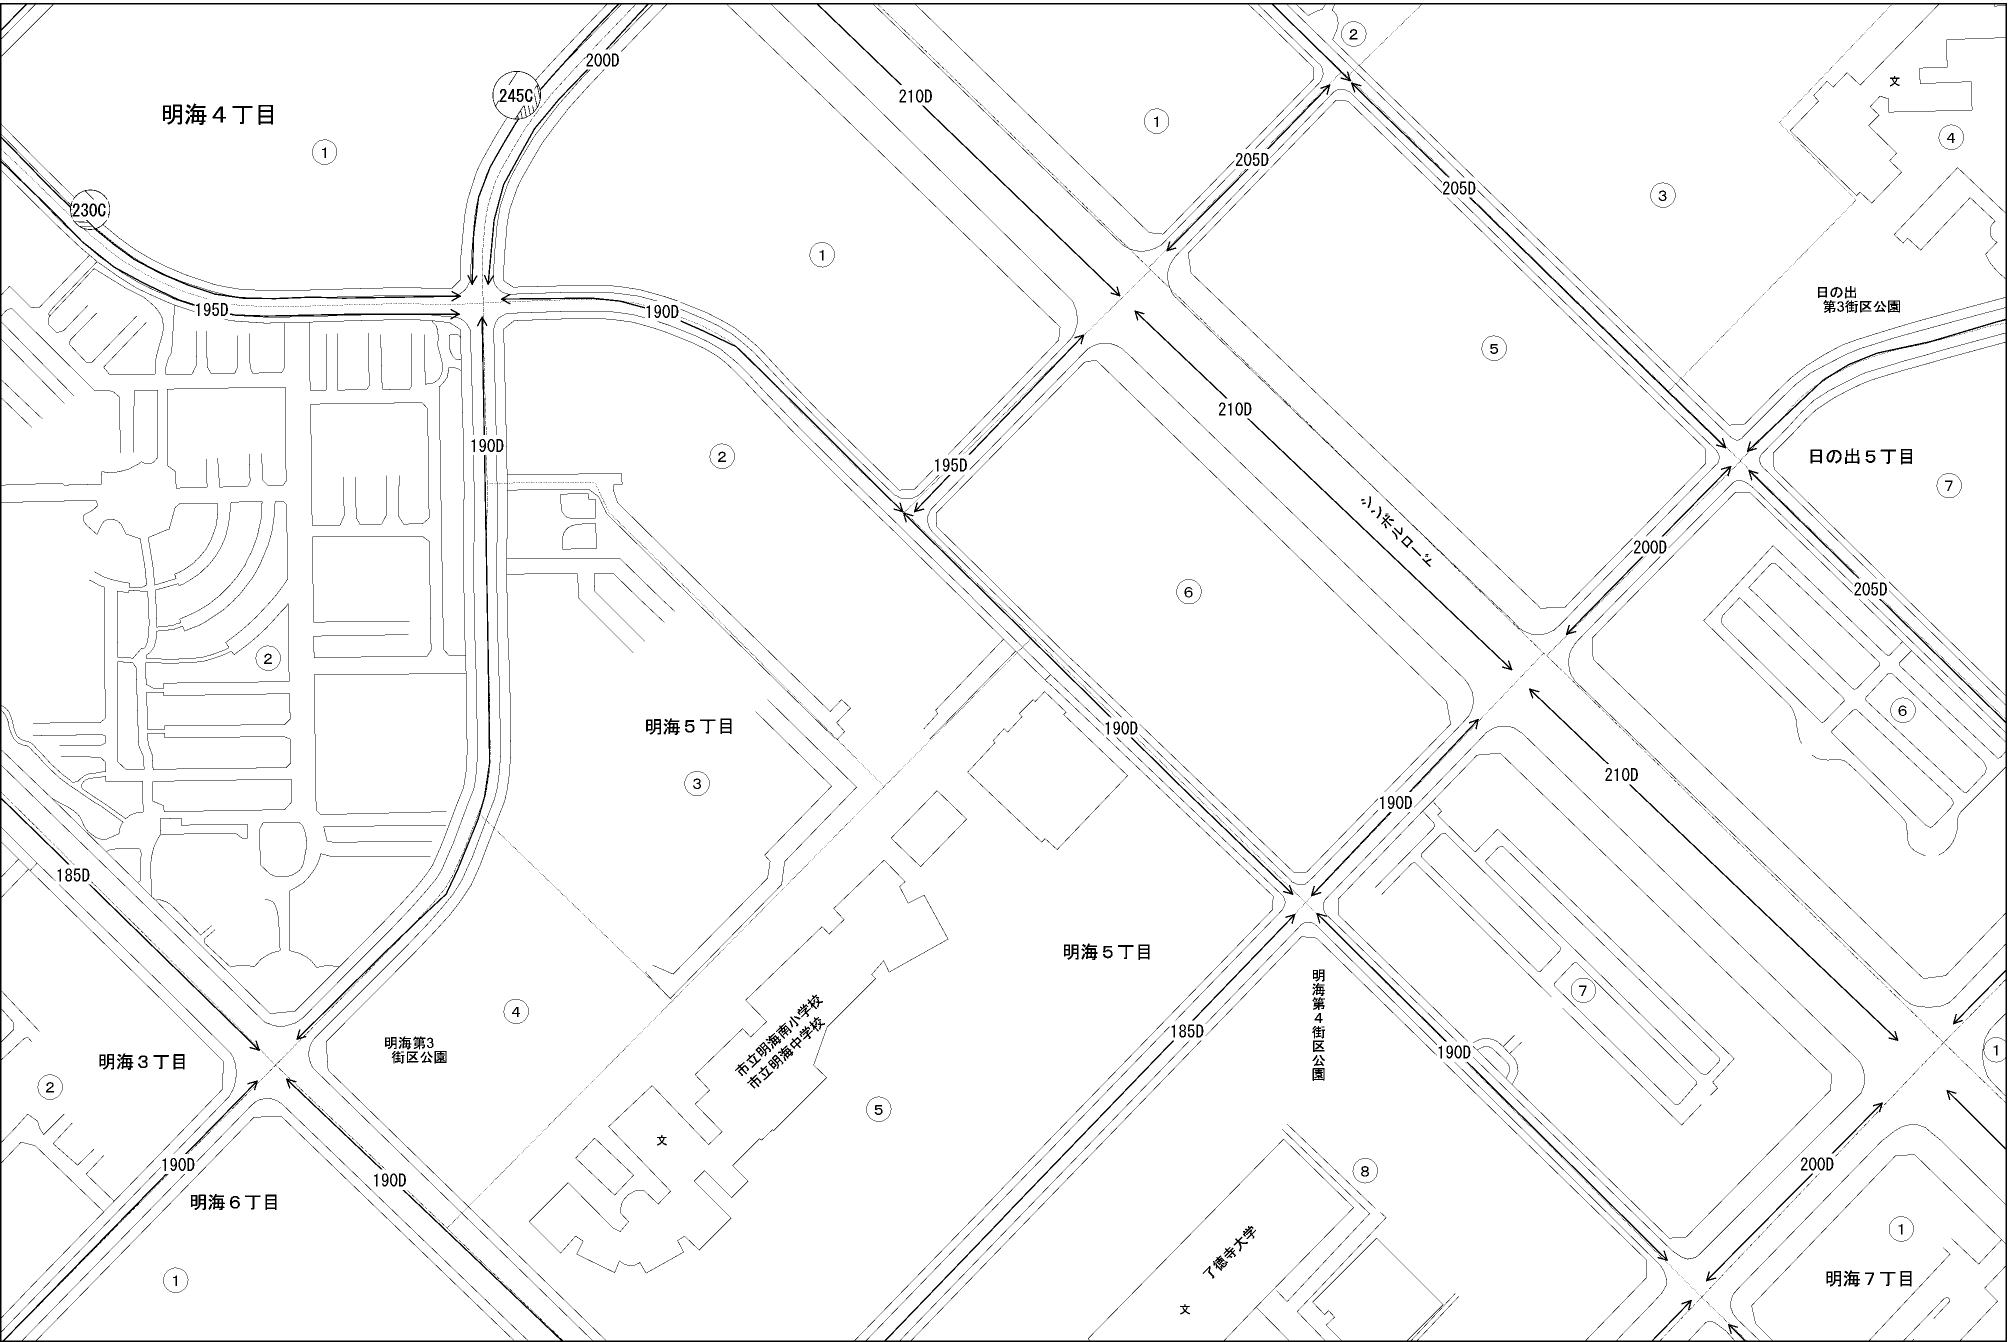 2
200D
245C
210D
文
明海４丁目
1
1
4
1
205D
205D
3
230C
1
日の出
第3街区公園
195D
190D
5
210D
190D
2
195D
日の出５丁目
7
シンボルロード
200D
6
205D
2
明海５丁目
190D
6
3
210D
190D
185D
明海５丁目
明海第４街区公園
7
4
市立明海南小学校
市立明海中学校
185D
明海第3
街区公園
190D
1
明海３丁目
2
5
文
190D
190D
8
200D
明海６丁目
1
了徳寺大学
明海７丁目
1
文